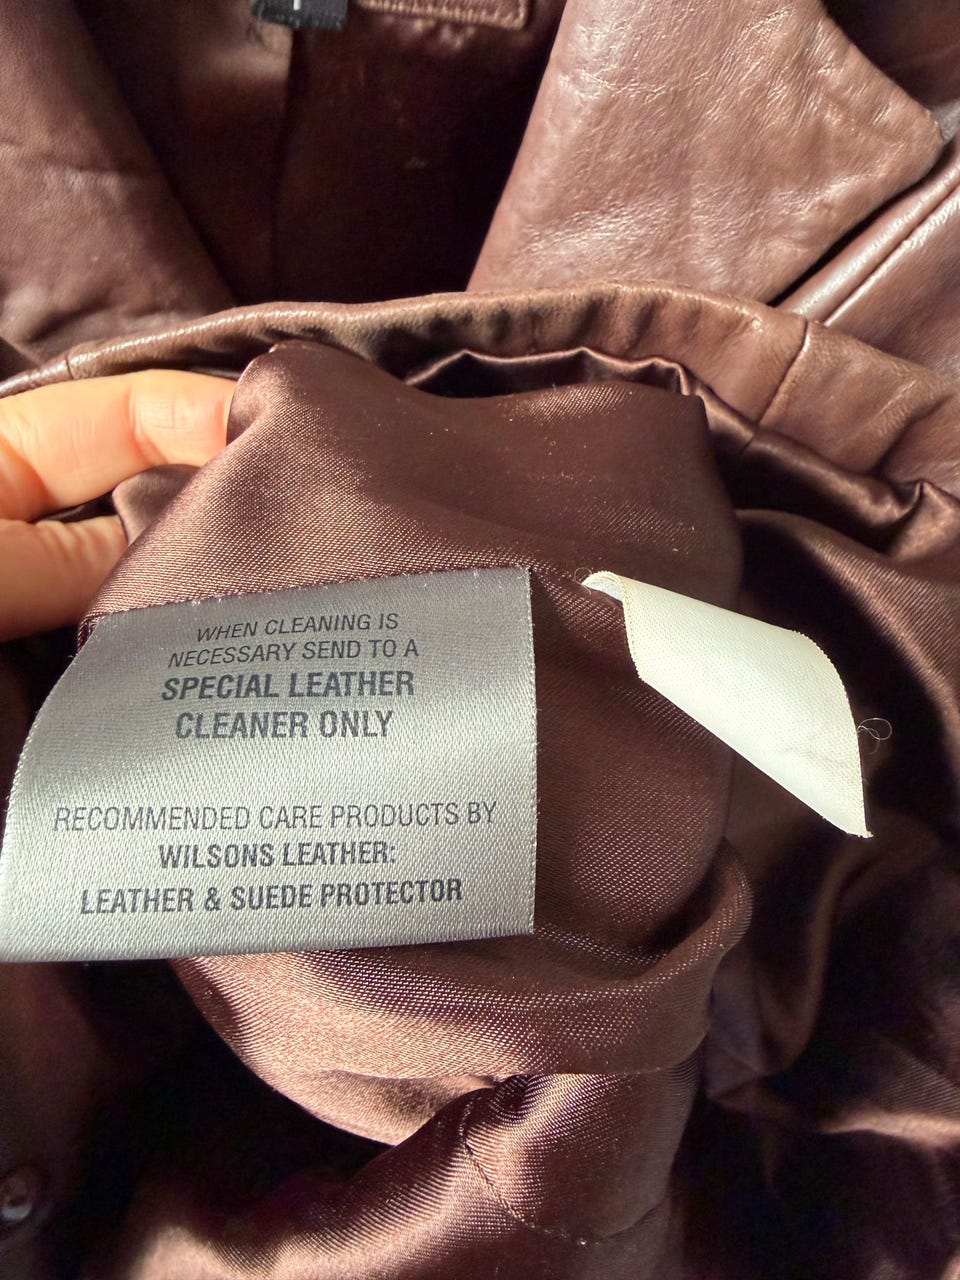 WHEN CLEANING IS
NECESSARY SEND TO A
SPECIAL LEATHER
CLEANER ONLY
RECOMMENDED CARE PRODUCTS BY
WILSONS LEATHER:
LEATHER & SUEDE PROTECTOR